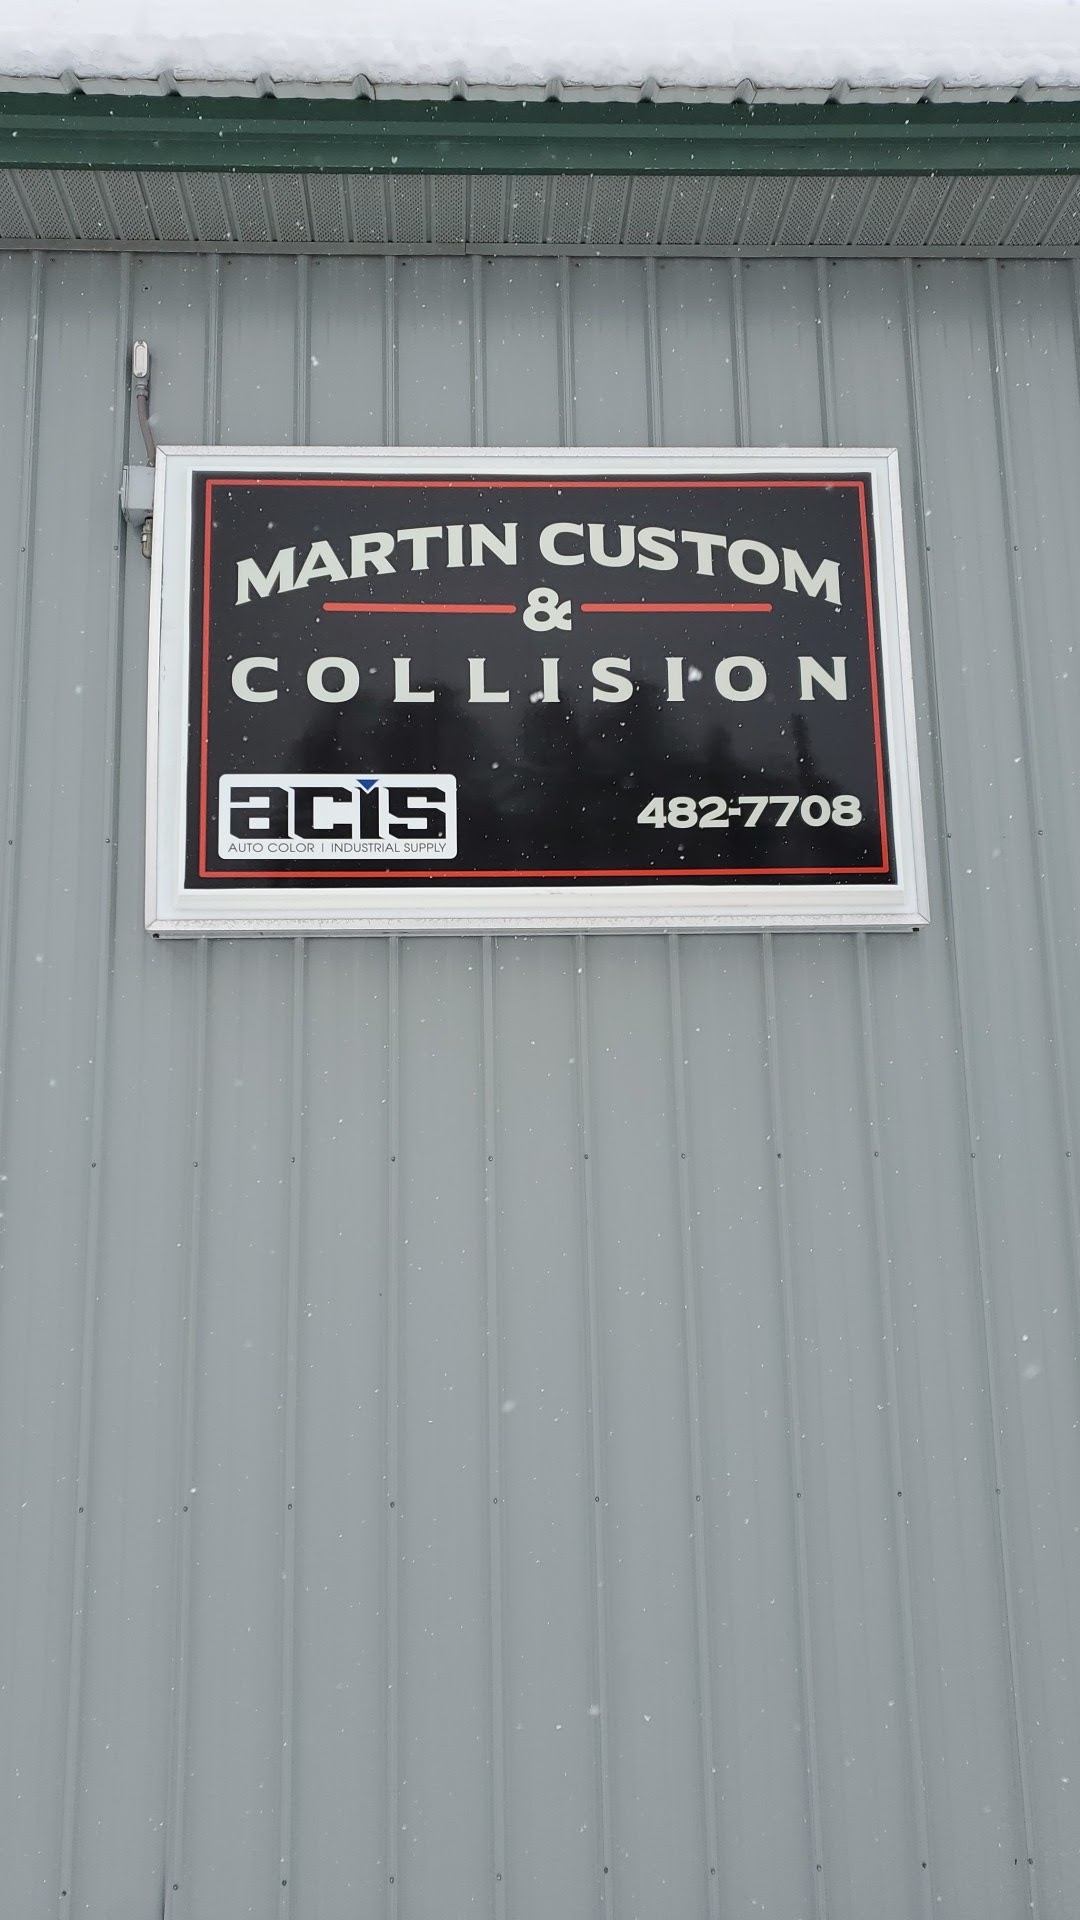 MARTIN CUSTOM
&
COLLISION
acis
AUTO COLOR | INDUSTRIAL SUPPLY
482-7708